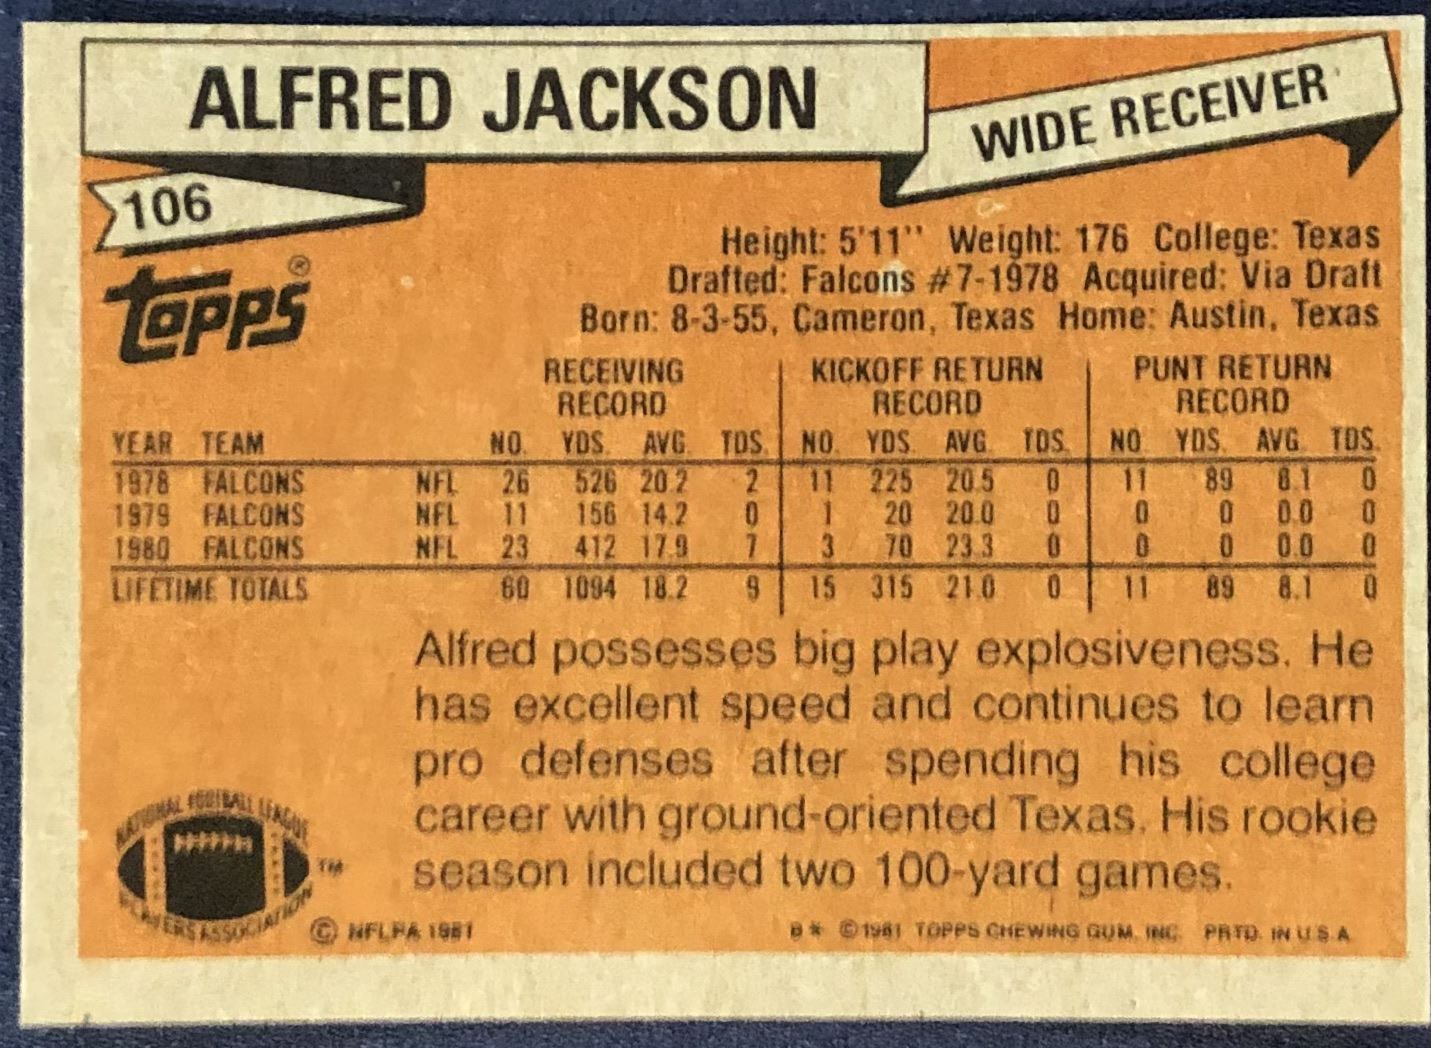 ALFRED JACKSON
WIDE RECEIVER
106
Topps ®
Height: 5'11" Weight: 176 College: Texas
Drafted: Falcons #7-1978 Acquired: Via Draft
Born: 8-3-55, Cameron, Texas Home: Austin, Texas
RECEIVING RECORD KICKOFF RETURN RECORD PUNT RETURN RECORD
YEAR TEAM NO. YDS. AVG. TDS. NO. YDS. AVG. TDS. NO. YDS. AVG. TDS.
1978 FALCONS NFL 26 526 20.2 2 11 225 20.5 0 11 89 8.1 0
1979 FALCONS NFL 11 156 14.2 0 1 20 20.0 0 0 0 0.0 0
1980 FALCONS NFL 23 412 17.9 7 3 70 23.3 0 0 0 0.0 0
LIFETIME TOTALS 60 1094 18.2 9 15 315 21.0 0 11 89 8.1 0
Alfred possesses big play explosiveness. He
has excellent speed and continues to learn
pro defenses after spending his college
career with ground-oriented Texas. His rookie
season included two 100-yard games.
NATIONAL FOOTBALL LEAGUE
PLAYERS ASSOCIATION
TM
© NFLPA 1981
B* ©1981 TOPPS CHEWING GUM, INC. PRTD. IN U.S.A.